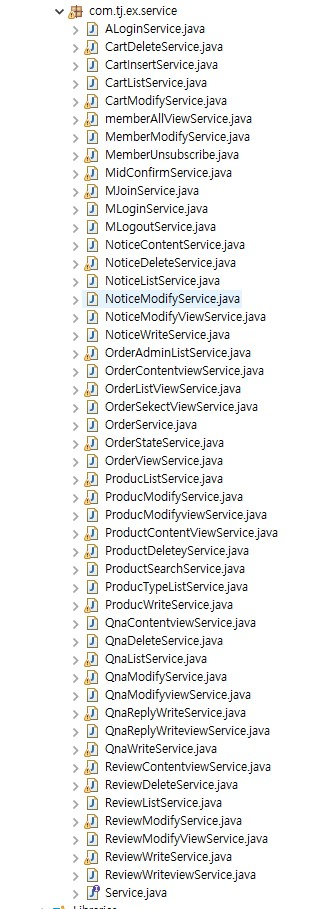 com.tj.ex.service
ALoginService.java
CartDeleteService.java
CartInsertService.java
CartListService.java
CartModifyService.java
memberAllViewService.java
MemberModifyService.java
MemberUnsubscribe.java
MidConfirmService.java
MJoinService.java
MLoginService.java
MLogoutService.java
NoticeContentService.java
NoticeDeleteService.java
NoticeListService.java
NoticeModifyService.java
NoticeModifyViewService.java
NoticeWriteService.java
OrderAdminListService.java
OrderContentviewService.java
OrderListViewService.java
OrderSekectViewService.java
OrderService.java
OrderStateService.java
OrderViewService.java
ProducListService.java
ProducModifyService.java
ProducModifyviewService.java
ProductContentViewService.java
ProductDeleteyService.java
ProductSearchService.java
ProducTypeListService.java
ProducWriteService.java
QnaContentviewService.java
QnaDeleteService.java
QnaListService.java
QnaModifyService.java
QnaModifyviewService.java
QnaReplyWriteService.java
QnaReplyWriteviewService.java
QnaWriteService.java
ReviewContentviewService.java
ReviewDeleteService.java
ReviewListService.java
ReviewModifyService.java
ReviewModifyViewService.java
ReviewWriteService.java
ReviewWriteviewService.java
Service.java